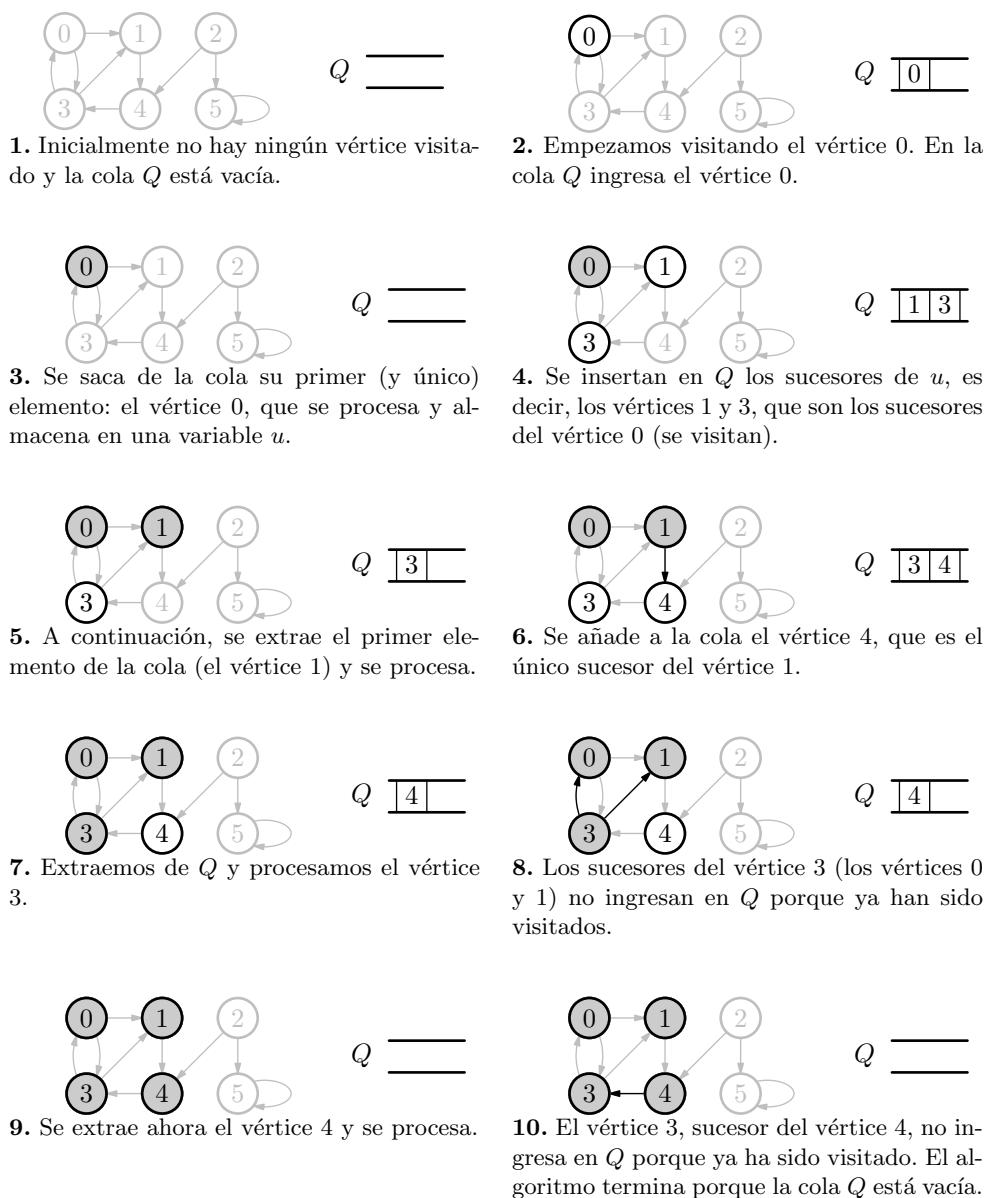 0 1 2
3 4 5
Q
1. Inicialmente no hay ningún vértice visita-
do y la cola Q está vacía.
0 1 2
3 4 5
Q 0
2. Empezamos visitando el vértice 0. En la
cola Q ingresa el vértice 0.
0 1 2
3 4 5
Q
3. Se saca de la cola su primer (y único)
elemento: el vértice 0, que se procesa y al-
macena en una variable u.
0 1 2
3 4 5
Q 1 3
4. Se insertan en Q los sucesores de u, es
decir, los vértices 1 y 3, que son los sucesores
del vértice 0 (se visitan).
0 1 2
3 4 5
Q 3
5. A continuación, se extrae el primer ele-
mento de la cola (el vértice 1) y se procesa.
0 1 2
3 4 5
Q 3 4
6. Se añade a la cola el vértice 4, que es el
único sucesor del vértice 1.
0 1 2
3 4 5
Q 4
7. Extraemos de Q y procesamos el vértice
3.
0 1 2
3 4 5
Q 4
8. Los sucesores del vértice 3 (los vértices 0
y 1) no ingresan en Q porque ya han sido
visitados.
0 1 2
3 4 5
Q
9. Se extrae ahora el vértice 4 y se procesa.
0 1 2
3 4 5
Q
10. El vértice 3, sucesor del vértice 4, no in-
gresa en Q porque ya ha sido visitado. El al-
goritmo termina porque la cola Q está vacía.